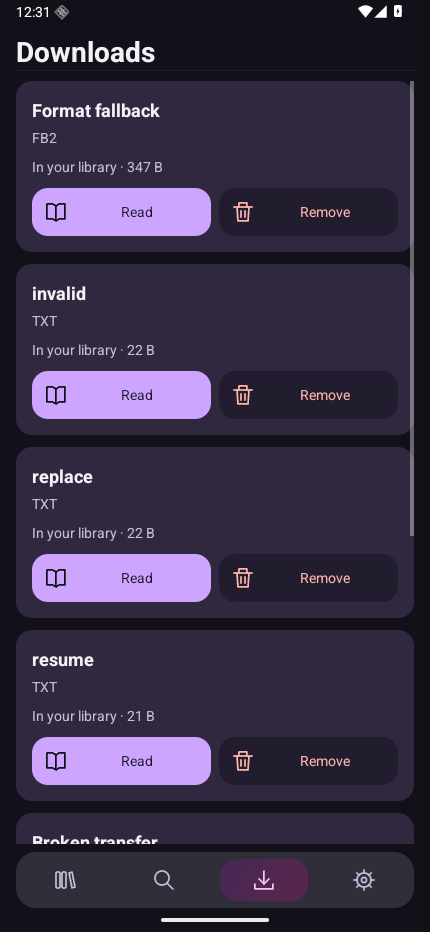 12:31
Downloads
Format fallback
FB2
In your library · 347 B
Read
Remove
invalid
TXT
In your library · 22 B
Read
Remove
replace
TXT
In your library · 22 B
Read
Remove
resume
TXT
In your library · 21 B
Read
Remove
Broken transfer